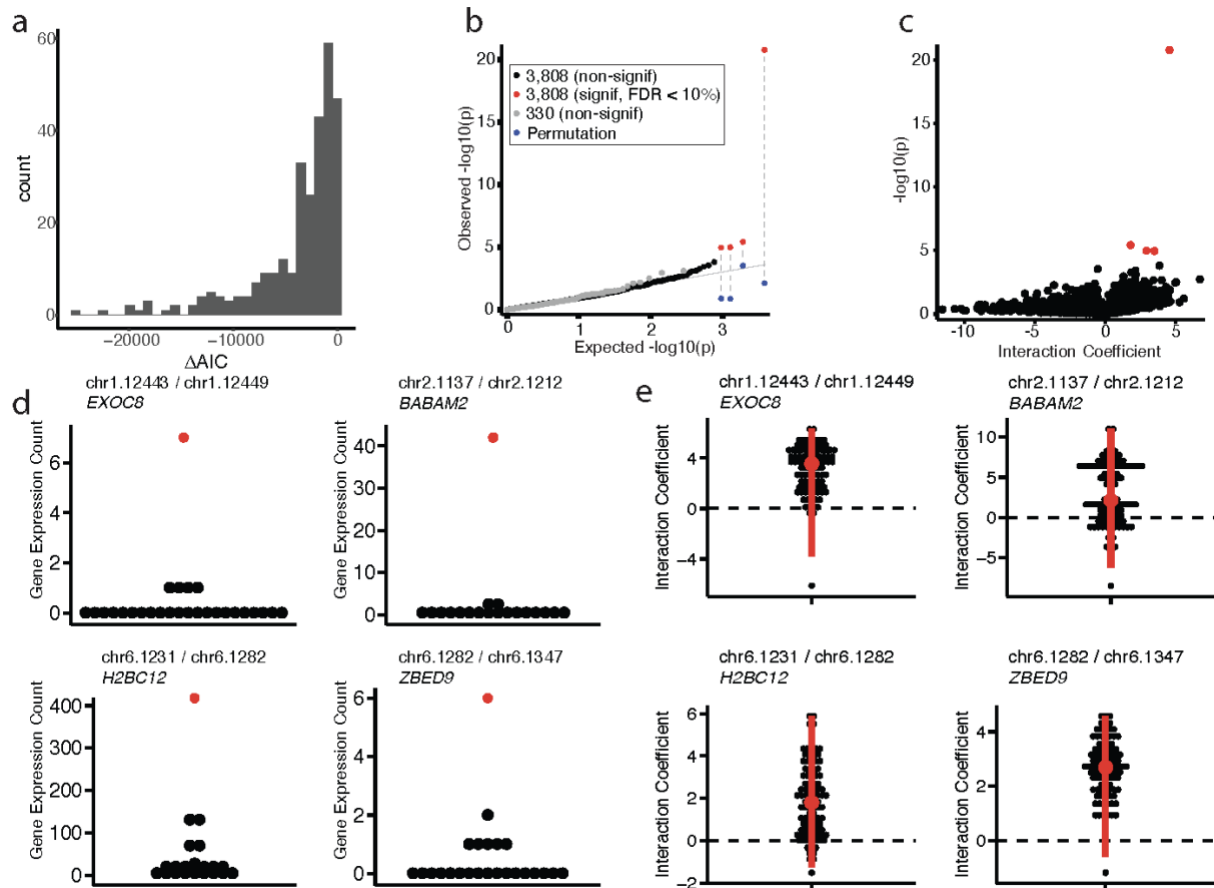 a
60
40
20
0
count
−20000
−10000
0
ΔAIC
b
20
15
10
5
0
Observed -log10(p)
3,808 (non-signif)
3,808 (signif, FDR < 10%)
330 (non-signif)
Permutation
0
1
2
3
Expected -log10(p)
c
20
15
10
5
0
-log10(p)
-10
-5
0
5
Interaction Coefficient
d
chr1.12443 / chr1.12449
EXOC8
6
4
2
0
Gene Expression Count
chr2.1137 / chr2.1212
BABAM2
40
30
20
10
0
Gene Expression Count
chr6.1231 / chr6.1282
H2BC12
400
300
200
100
0
Gene Expression Count
chr6.1282 / chr6.1347
ZBED9
6
4
2
0
Gene Expression Count
e
chr1.12443 / chr1.12449
EXOC8
4
0
−4
Interaction Coefficient
chr2.1137 / chr2.1212
BABAM2
10
5
0
−5
Interaction Coefficient
chr6.1231 / chr6.1282
H2BC12
6
4
2
0
−2
Interaction Coefficient
chr6.1282 / chr6.1347
ZBED9
4
2
0
Interaction Coefficient